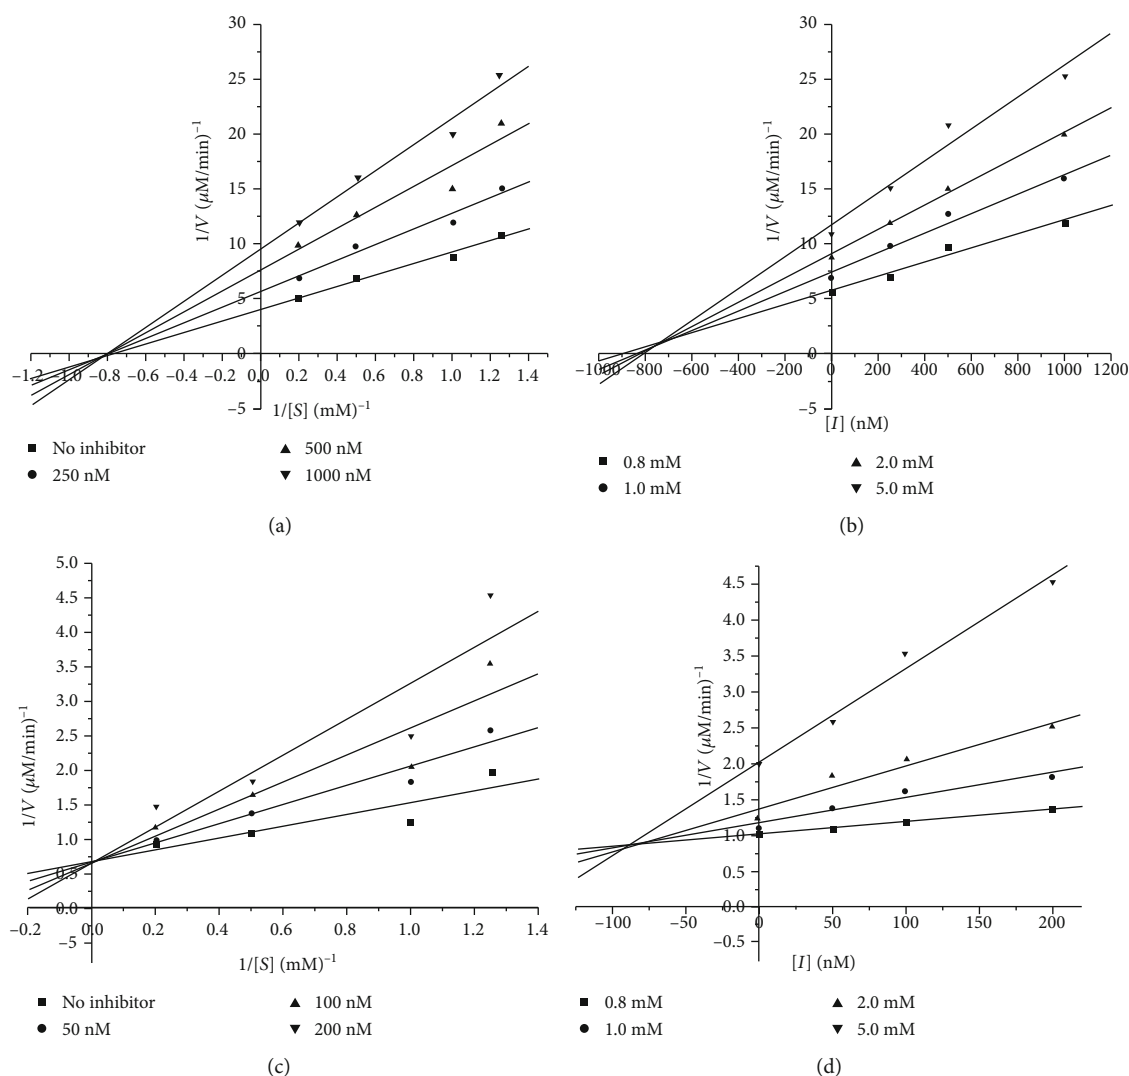 30
25
20
15
10
5
0
−5
1/V (μM/min)⁻¹
−1.2 −1.0 −0.8 −0.6 −0.4 −0.2 0.0 0.2 0.4 0.6 0.8 1.0 1.2 1.4
1/[S] (mM)⁻¹
No inhibitor 500 nM
250 nM 1000 nM
(a)
30
25
20
15
10
5
0
−5
1/V (μM/min)⁻¹
−1000 −800 −600 −400 −200 0 200 400 600 800 1000 1200
[I] (nM)
0.8 mM 2.0 mM
1.0 mM 5.0 mM
(b)
5.0
4.5
4.0
3.5
3.0
2.5
2.0
1.5
1.0
0.5
0.0
−5
1/V (μM/min)⁻¹
−0.2 0.0 0.2 0.4 0.6 0.8 1.0 1.2 1.4
1/[S] (mM)⁻¹
No inhibitor 100 nM
50 nM 200 nM
(c)
4.5
4.0
3.5
3.0
2.5
2.0
1.5
1.0
0.5
0.0
−0.5
1/V (μM/min)⁻¹
−100 −50 0 50 100 150 200
[I] (nM)
0.8 mM 2.0 mM
1.0 mM 5.0 mM
(d)